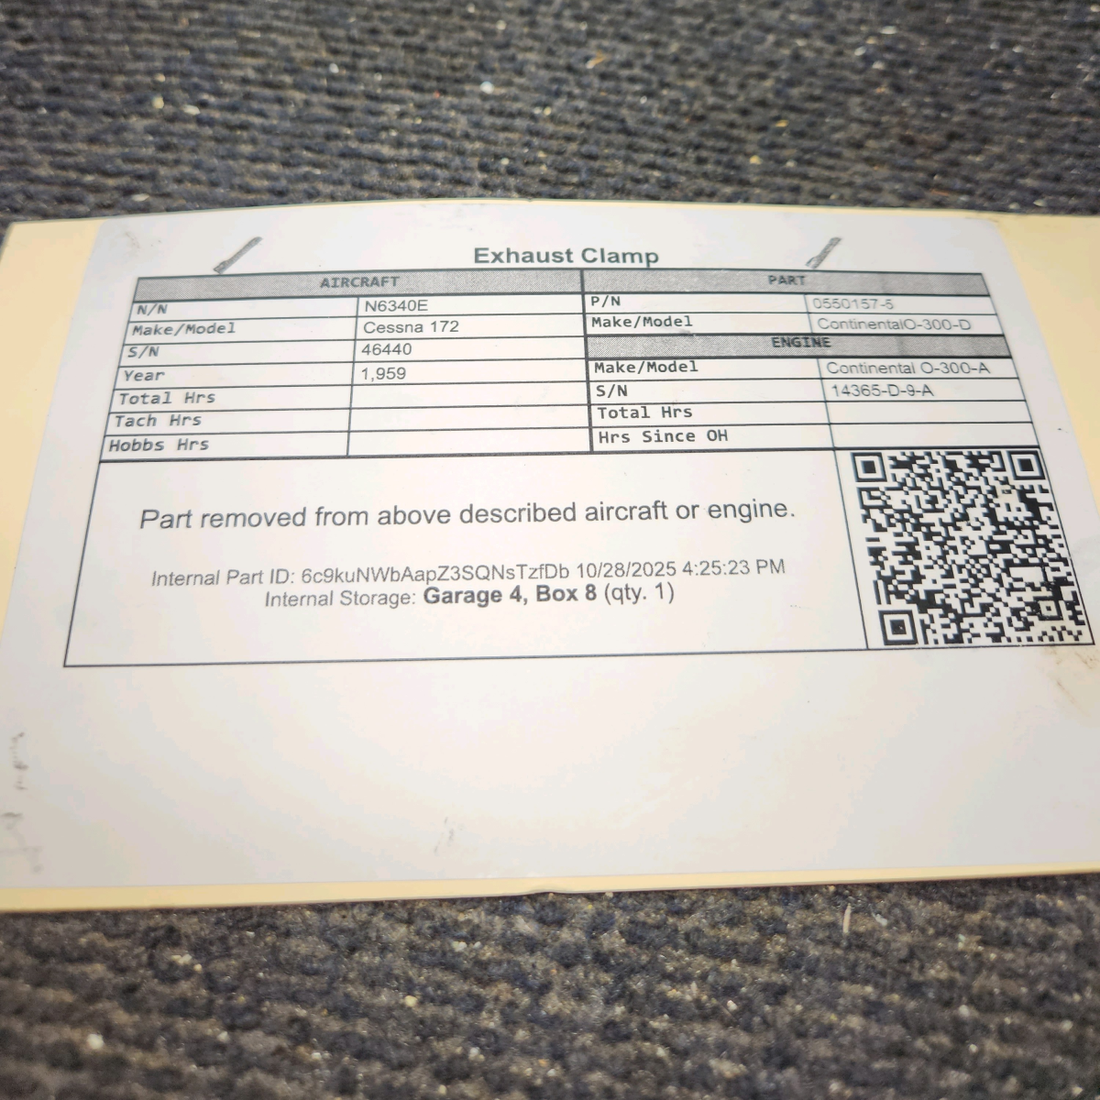 Exhaust Clamp
AIRCRAFT
N/N N6340E
Make/Model Cessna 172
S/N 46440
Year 1,959
Total Hrs
Tach Hrs
Hobbs Hrs
PART
P/N 0550157-5
Make/Model ContinentalO-300-D
ENGINE
Make/Model Continental O-300-A
S/N 14365-D-9-A
Total Hrs
Hrs Since OH
Part removed from above described aircraft or engine.
Internal Part ID: 6c9kuNWbAapZ3SQNsTzfDb 10/28/2025 4:25:23 PM
Internal Storage: Garage 4, Box 8 (qty. 1)